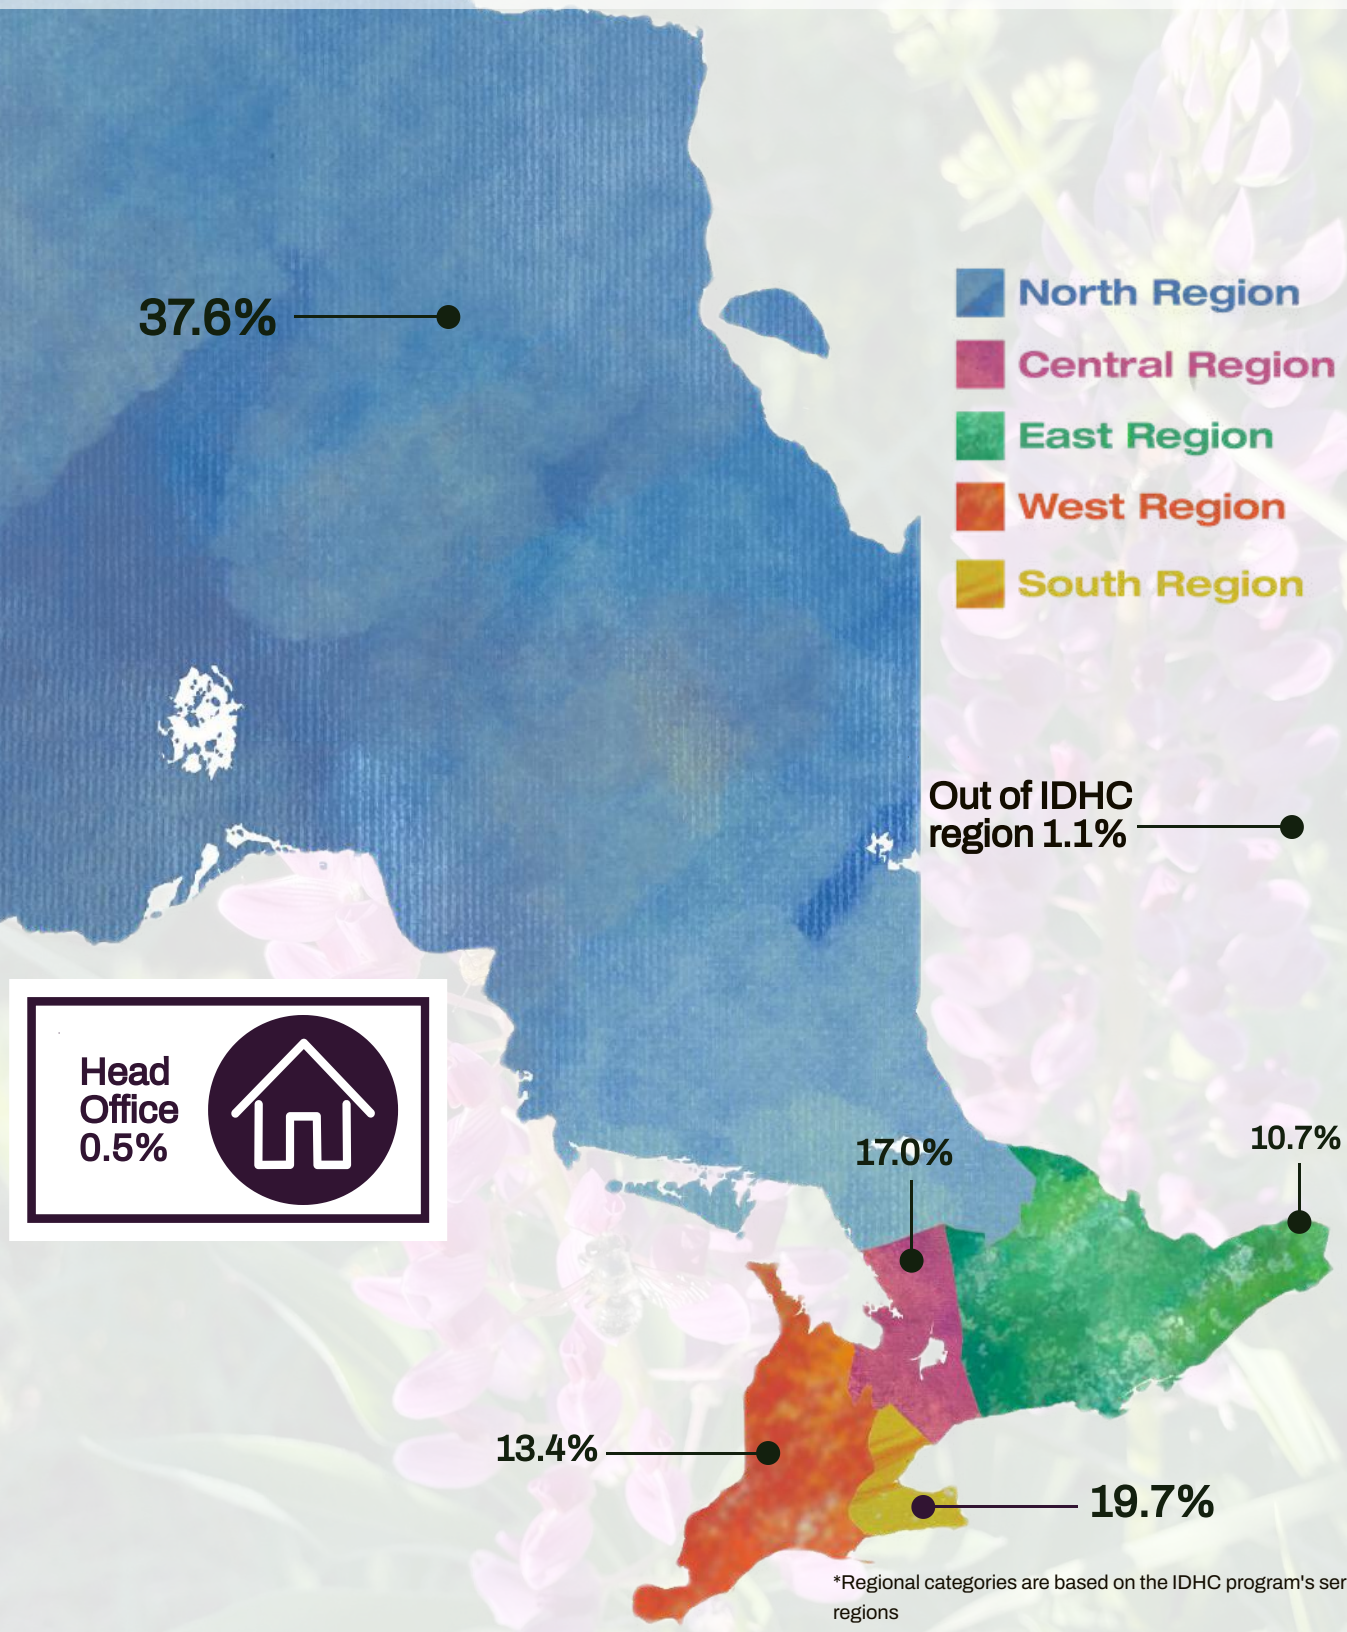 37.6%
North Region
Central Region
East Region
West Region
South Region
Out of IDHC
region 1.1%
Head
Office
0.5%
17.0%
10.7%
13.4%
19.7%
*Regional categories are based on the IDHC program's ser
regions